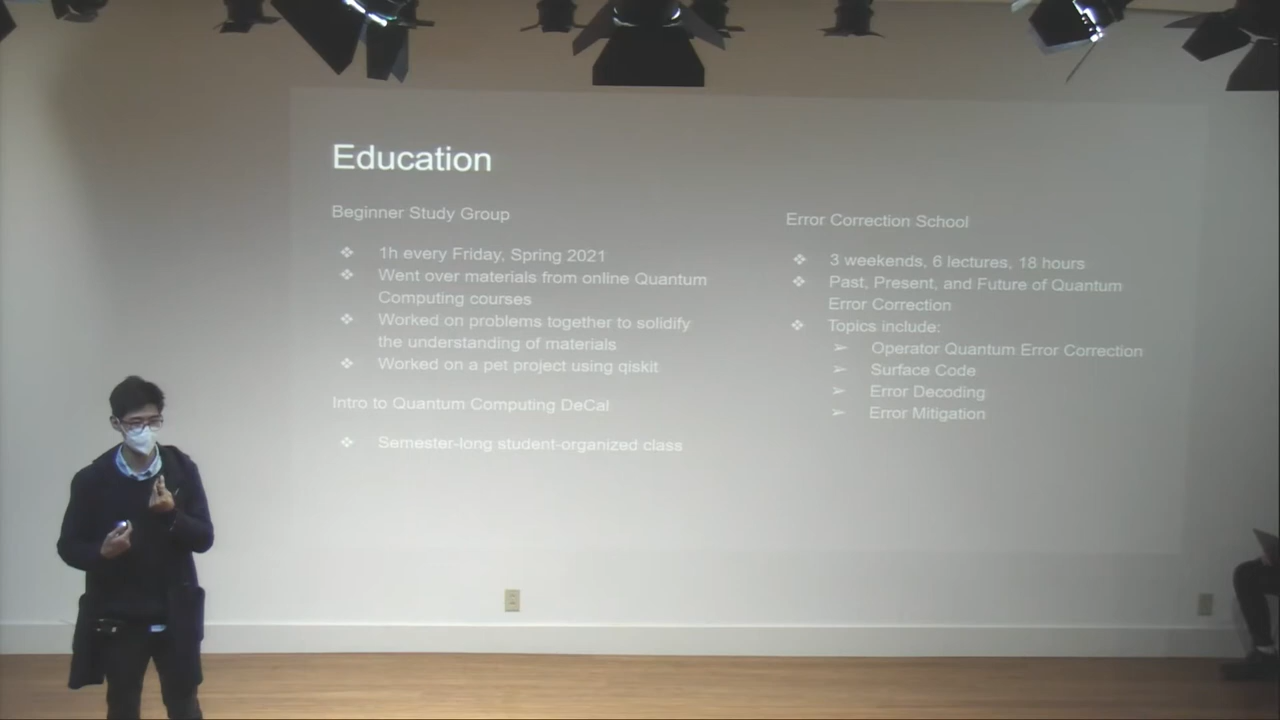 Education
Beginner Study Group
❖ 1h every Friday, Spring 2021
❖ Went over materials from online Quantum
Computing courses
❖ Worked on problems together to solidify
the understanding of materials
❖ Worked on a pet project using qiskit
Intro to Quantum Computing DeCal
❖ Semester-long student-organized class
Error Correction School
❖ 3 weekends, 6 lectures, 18 hours
❖ Past, Present, and Future of Quantum
Error Correction
❖ Topics include:
➢ Operator Quantum Error Correction
➢ Surface Code
➢ Error Decoding
➢ Error Mitigation